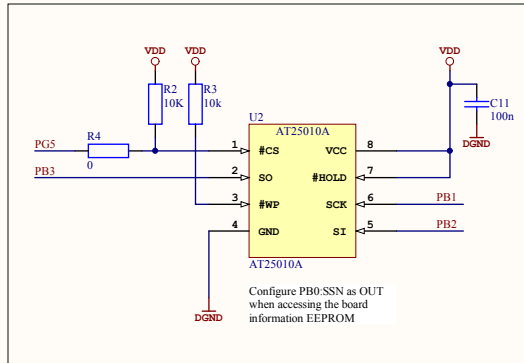 VDD
VDD
VDD
R2
10K
R3
10k
C11
100n
DGND
U2
AT25010A
PG5
R4
0
1
#CS
VCC
8
PB3
2
SO
#HOLD
7
3
#WP
SCK
6
PB1
4
GND
SI
5
PB2
AT25010A
DGND
Configure PB0:SSN as OUT
when accessing the board
information EEPROM